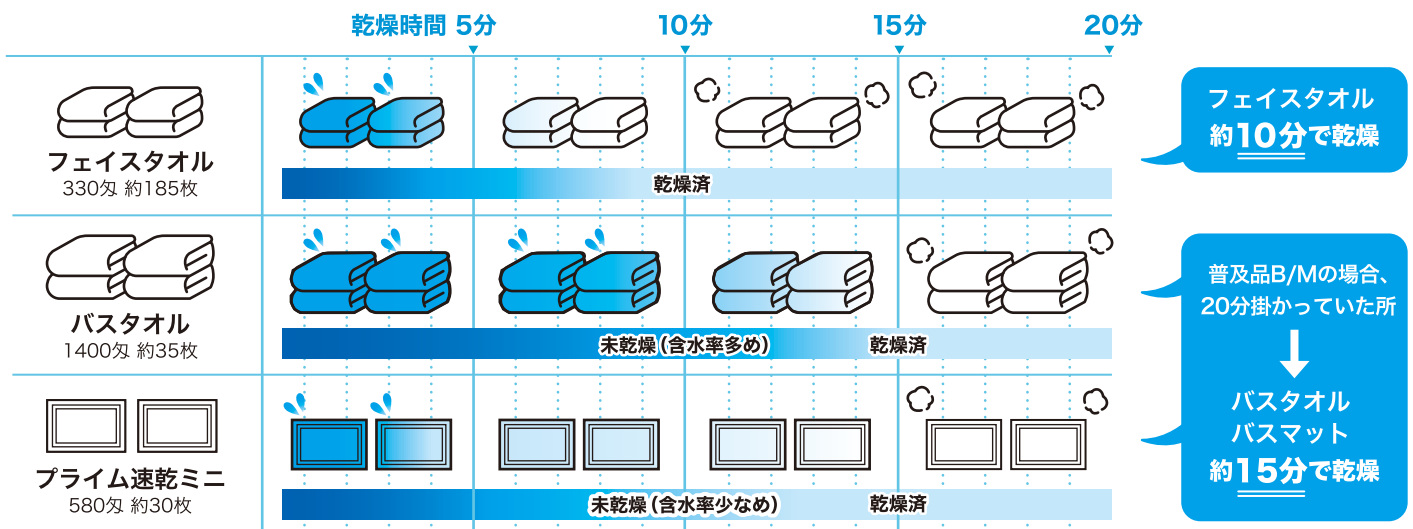 乾燥時間 5分
10分
15分
20分
フェイスタオル
330匁 約185枚
乾燥済
フェイスタオル
約10分で乾燥
バスタオル
1400匁 約35枚
未乾燥(含水率多め)
乾燥済
プライム速乾ミニ
580匁 約30枚
未乾燥(含水率少なめ)
乾燥済
普及品B/Mの場合、
20分掛かっていた所
バスタオル
バスマット
約15分で乾燥